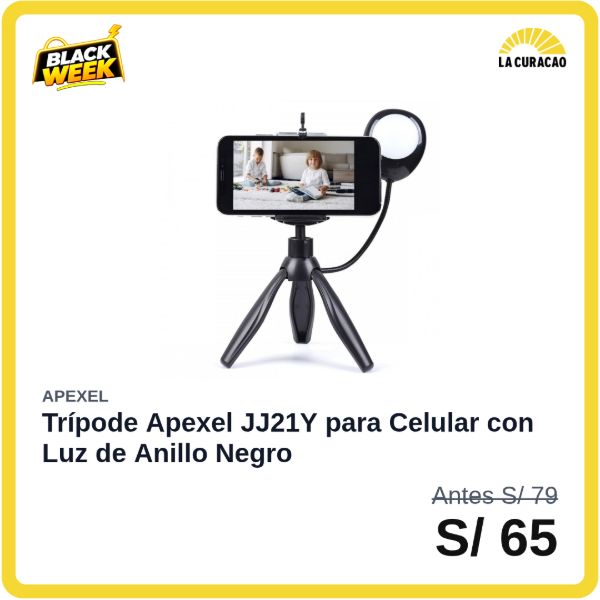 BLACK
WEEK
LA CURACAO
APEXEL
Trípode Apexel JJ21Y para Celular con
Luz de Anillo Negro
Antes S/ 79
S/ 65